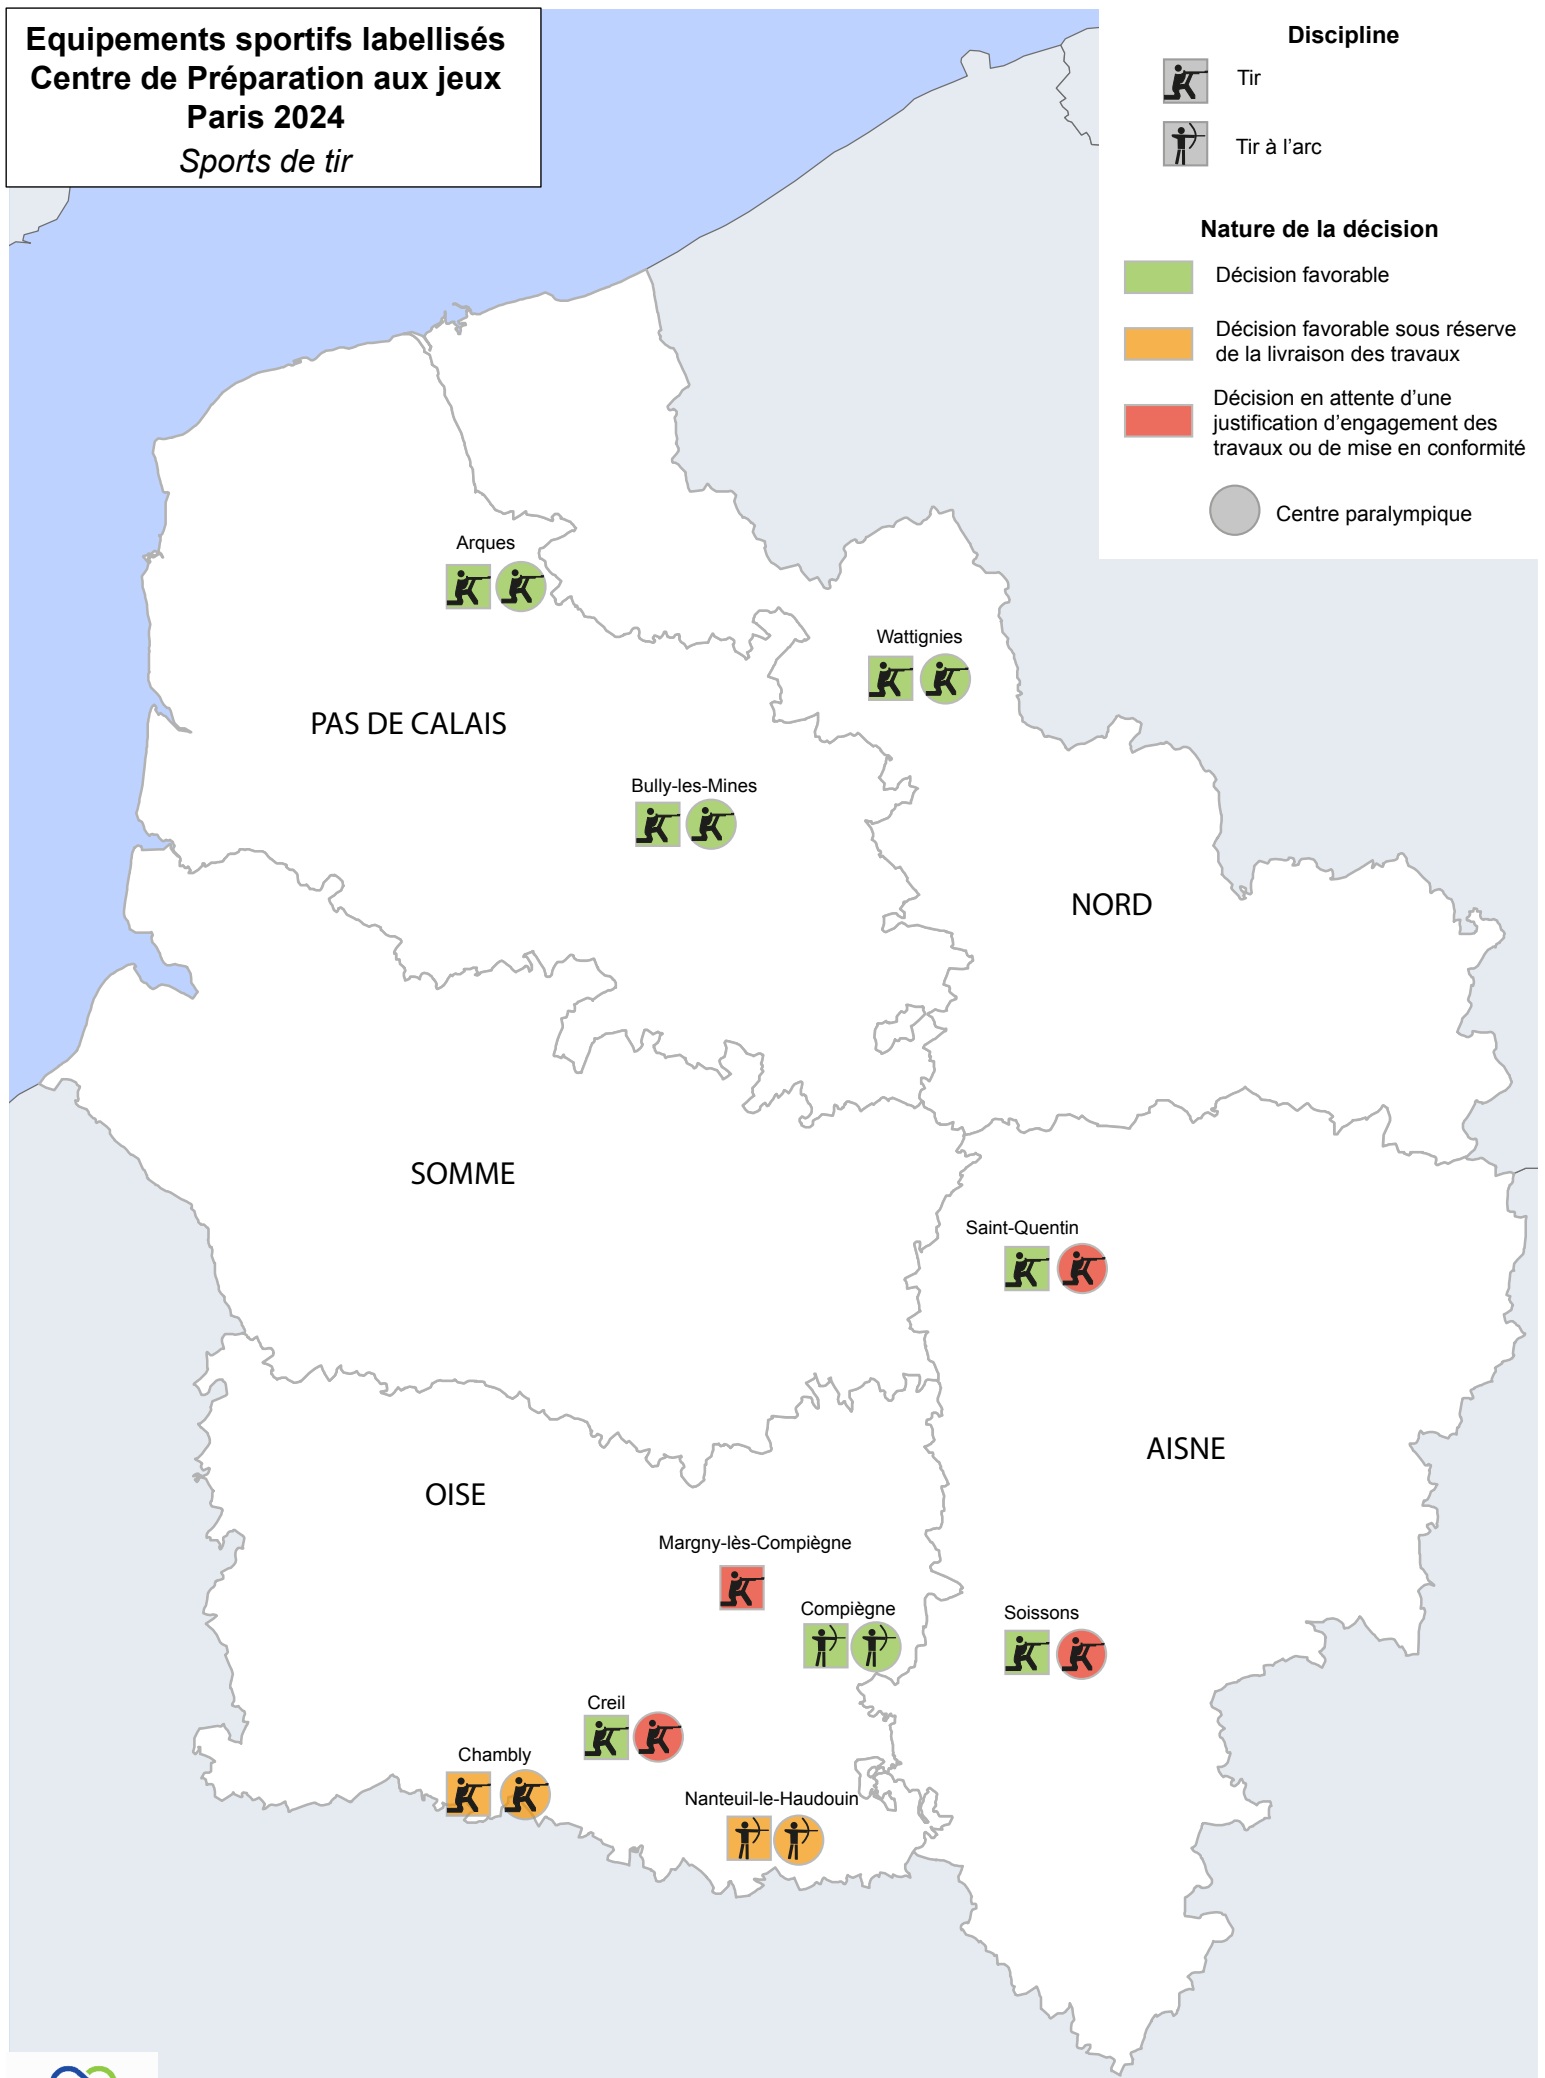 Equipements sportifs labellisés
Centre de Préparation aux jeux
Paris 2024
Sports de tir
Discipline
Tir
Tir à l’arc
Nature de la décision
Décision favorable
Décision favorable sous réserve
de la livraison des travaux
Décision en attente d’une
justification d’engagement des
travaux ou de mise en conformité
Centre paralympique
Arques
Wattignies
PAS DE CALAIS
Bully-les-Mines
NORD
SOMME
Saint-Quentin
AISNE
OISE
Margny-lès-Compiègne
Compiègne
Soissons
Creil
Chambly
Nanteuil-le-Haudouin